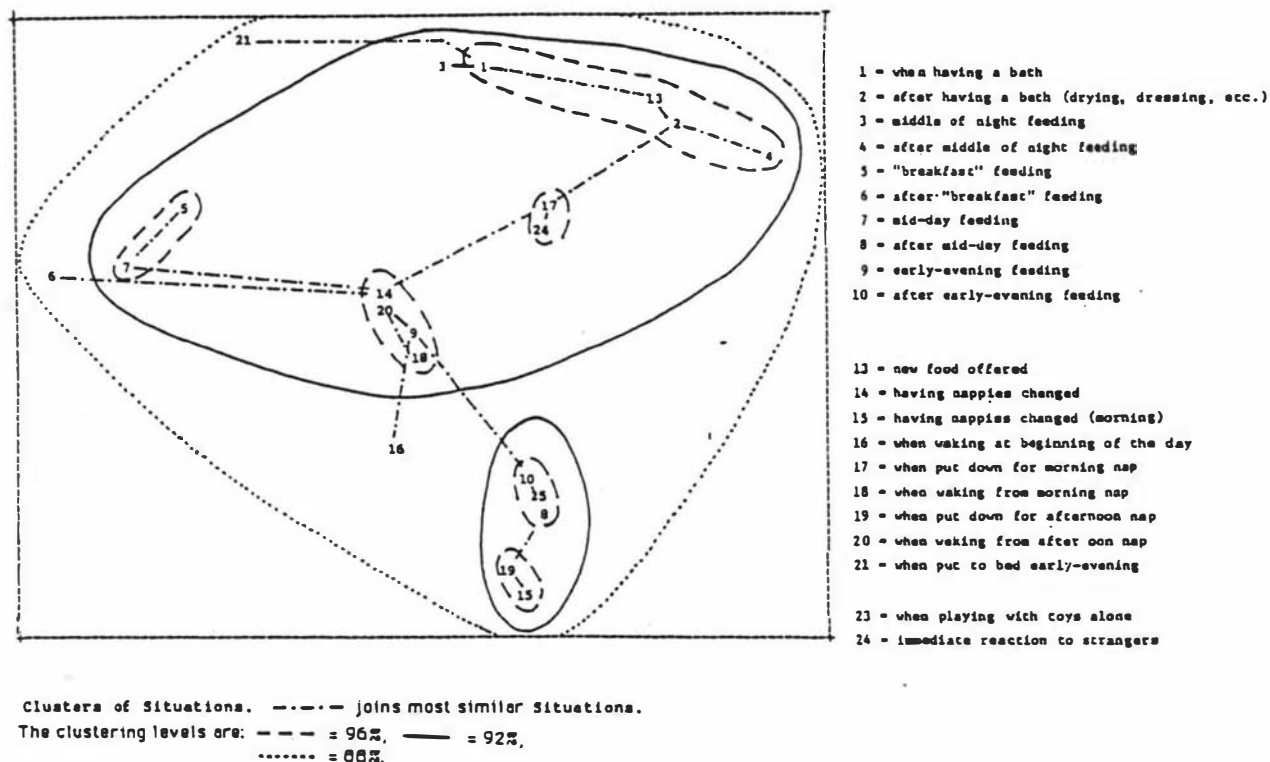 21
3 1
13
2
4
5
17
24
7
6
14
20
9
18
16
10
25
8
19
15
1 = when having a bath
2 = after having a bath (drying, dressing, etc.)
3 = middle of night feeding
4 = after middle of night feeding
5 = "breakfast" feeding
6 = after "breakfast" feeding
7 = mid-day feeding
8 = after mid-day feeding
9 = early-evening feeding
10 = after early-evening feeding
13 = new food offered
14 = having nappies changed
15 = having nappies changed (morning)
16 = when waking at beginning of the day
17 = when put down for morning nap
18 = when waking from morning nap
19 = when put down for afternoon nap
20 = when waking from after oon nap
21 = when put to bed early-evening
23 = when playing with toys alone
24 = immediate reaction to strangers
Clusters of Situations. joins most similar Situations.
The clustering levels are: = 96%, = 92%,
= 88%.